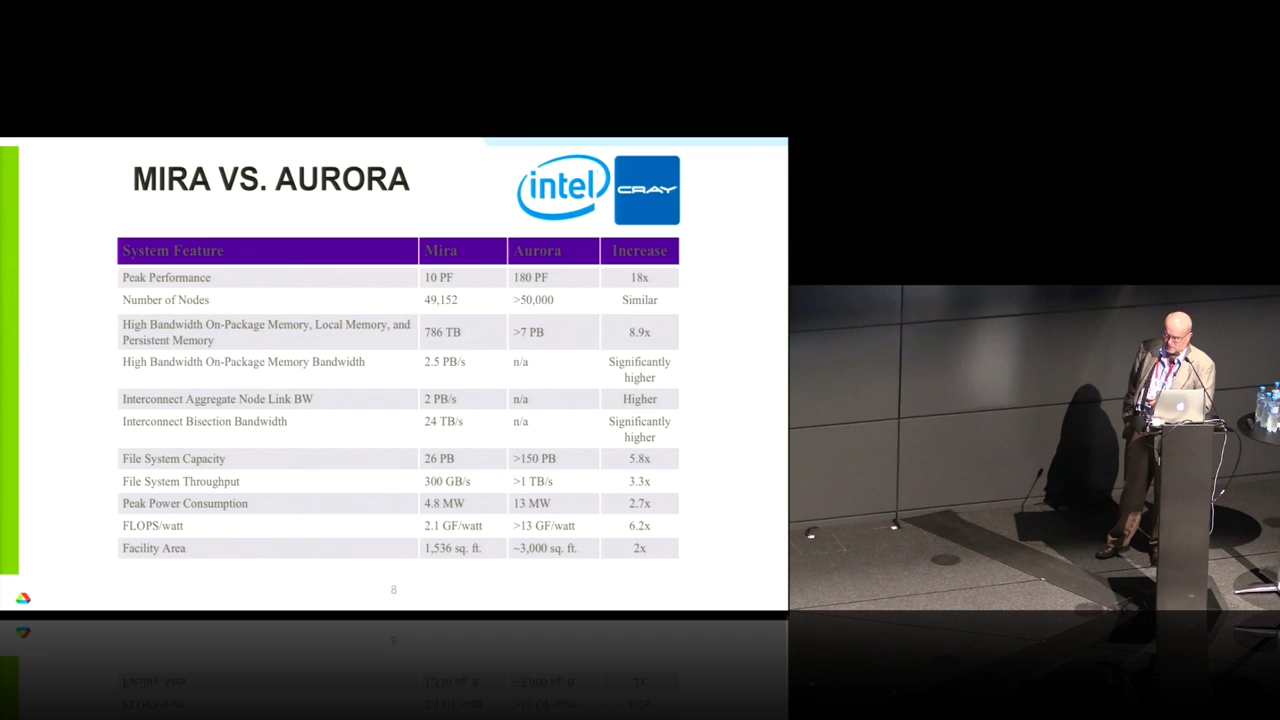 MIRA VS. AURORA
intel
CRAY
System Feature Mira Aurora Increase
Peak Performance 10 PF 180 PF 18x
Number of Nodes 49,152 >50,000 Similar
High Bandwidth On-Package Memory, Local Memory, and
Persistent Memory 786 TB >7 PB 8.9x
High Bandwidth On-Package Memory Bandwidth 2.5 PB/s n/a Significantly
higher
Interconnect Aggregate Node Link BW 2 PB/s n/a Higher
Interconnect Bisection Bandwidth 24 TB/s n/a Significantly
higher
File System Capacity 26 PB >150 PB 5.8x
File System Throughput 300 GB/s >1 TB/s 3.3x
Peak Power Consumption 4.8 MW 13 MW 2.7x
FLOPS/watt 2.1 GF/watt >13 GF/watt 6.2x
Facility Area 1,536 sq. ft. ~3,000 sq. ft. 2x
8